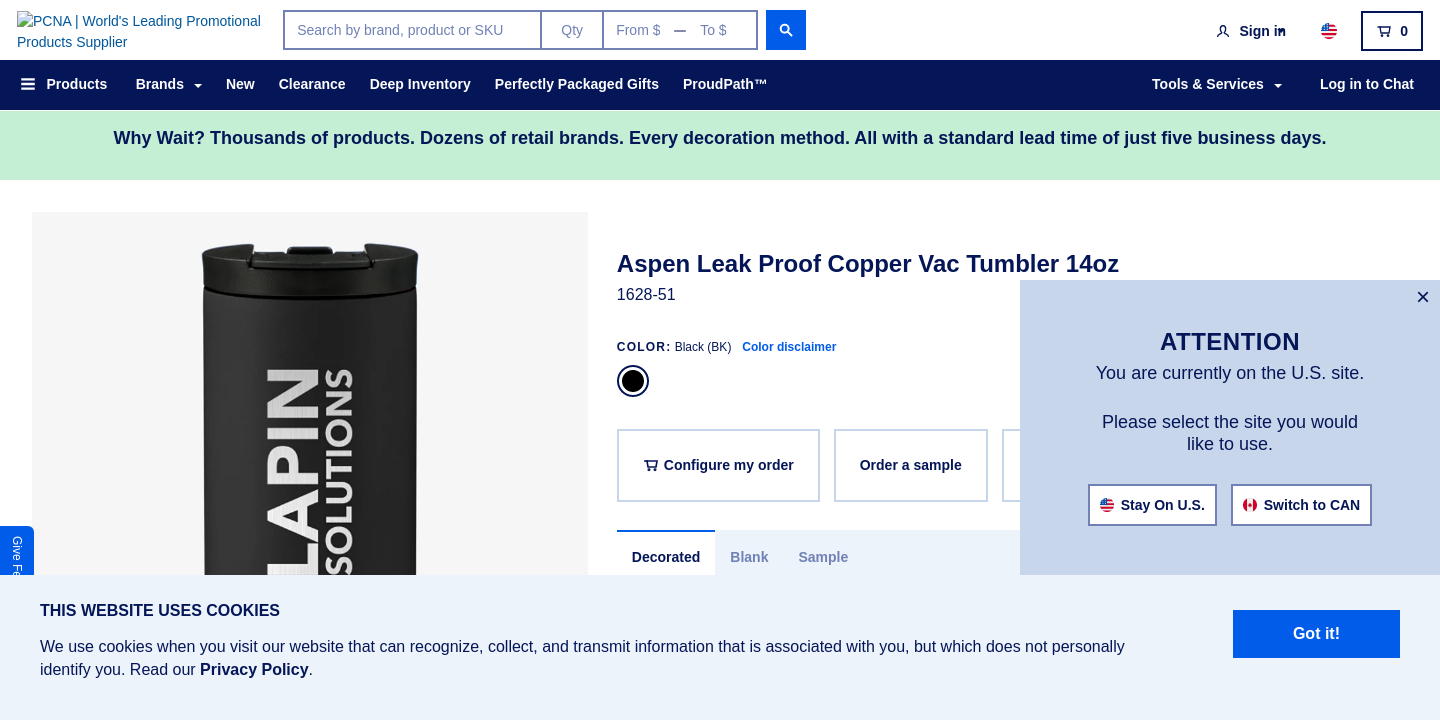 PCNA | World's Leading Promotional
Products Supplier
Search by brand, product or SKU
Qty
From $
To $
Sign in
0
Products
Brands
New
Clearance
Deep Inventory
Perfectly Packaged Gifts
ProudPath™
Tools & Services
Log in to Chat
Why Wait? Thousands of products. Dozens of retail brands. Every decoration method. All with a standard lead time of just five business days.
LAPIN
SOLUTIONS
Aspen Leak Proof Copper Vac Tumbler 14oz
1628-51
COLOR: Black (BK) Color disclaimer
Configure my order
Order a sample
Decorated
Blank
Sample
×
ATTENTION
You are currently on the U.S. site.
Please select the site you would
like to use.
Stay On U.S.
Switch to CAN
Give Fe
THIS WEBSITE USES COOKIES
We use cookies when you visit our website that can recognize, collect, and transmit information that is associated with you, but which does not personally
identify you. Read our Privacy Policy.
Got it!